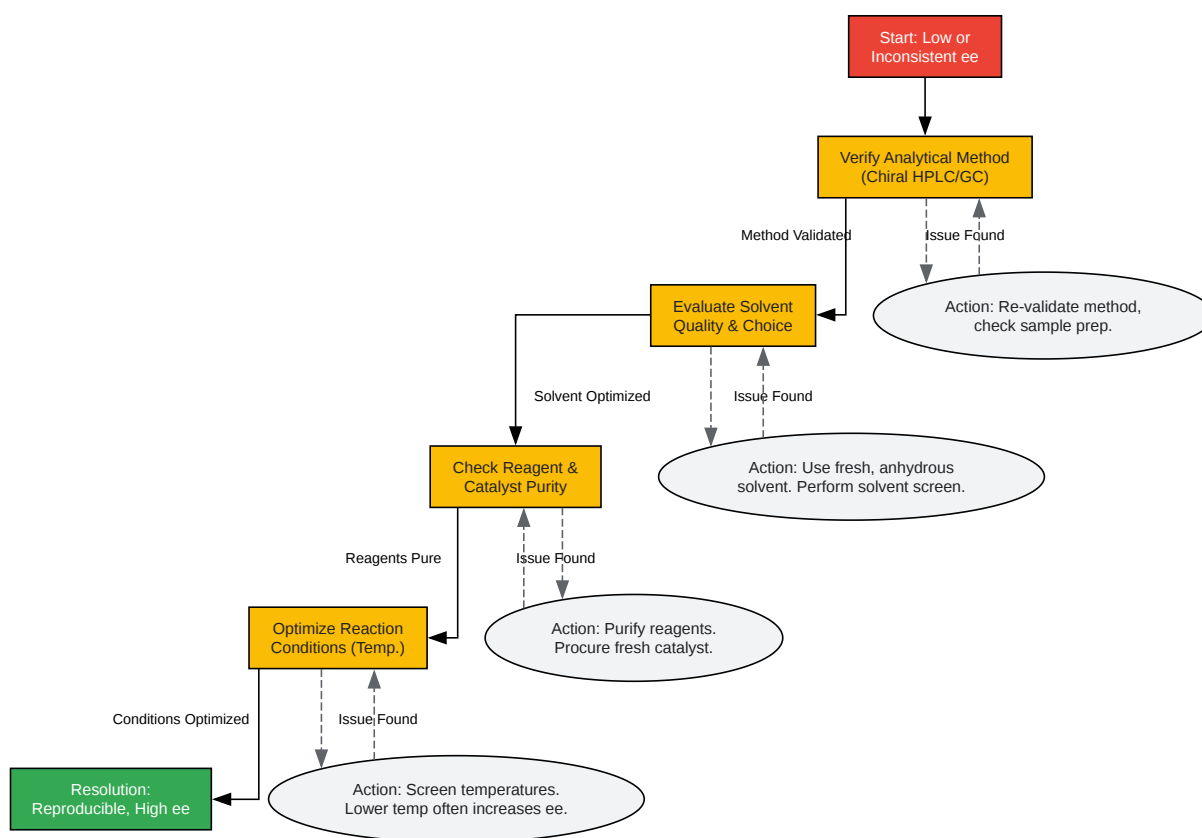 Start: Low or
Inconsistent ee
Verify Analytical Method
(Chiral HPLC/GC)
Method Validated
Issue Found
Evaluate Solvent
Quality & Choice
Action: Re-validate method,
check sample prep.
Solvent Optimized
Issue Found
Check Reagent &
Catalyst Purity
Action: Use fresh, anhydrous
solvent. Perform solvent screen.
Reagents Pure
Issue Found
Optimize Reaction
Conditions (Temp.)
Action: Purify reagents.
Procure fresh catalyst.
Conditions Optimized
Issue Found
Resolution:
Reproducible, High ee
Action: Screen temperatures.
Lower temp often increases ee.